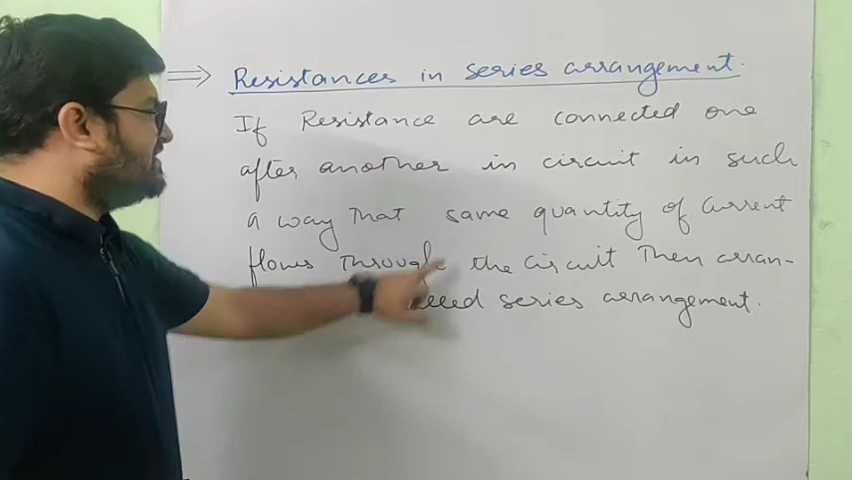 ⇒ Resistances in series arrangement.
If Resistance are connected one
after another in circuit in such
a way that same quantity of current
flows through the circuit Then arran-
series arrangement.